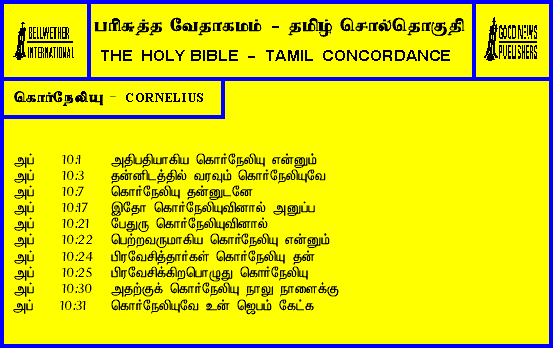 BELLWETHER
INTERNATIONAL
பரிசுத்த வேதாகமம் - தமிழ் சொல்தொகுதி
THE HOLY BIBLE - TAMIL CONCORDANCE
GOOD NEWS
PUBLISHERS
கொர்நேலியு - CORNELIUS
அப் 10:1 அதிபதியாகிய கொர்நேலியு என்னும்
அப் 10:3 தன்னிடத்தில் வரவும் கொர்நேலியுவே
அப் 10:7 கொர்நேலியு தன்னுடனே
அப் 10:17 இதோ கொர்நேலியுவினால் அனுப்ப
அப் 10:21 பேதுரு கொர்நேலியுவினால்
அப் 10:22 பெற்றவருமாகிய கொர்நேலியு என்னும்
அப் 10:24 பிரவேசித்தார்கள் கொர்நேலியு தன்
அப் 10:25 பிரவேசிக்கிறபொழுது கொர்நேலியு
அப் 10:30 அதற்குக் கொர்நேலியு நாலு நாளைக்கு
அப் 10:31 கொர்நேலியுவே உன் ஜெபம் கேட்க